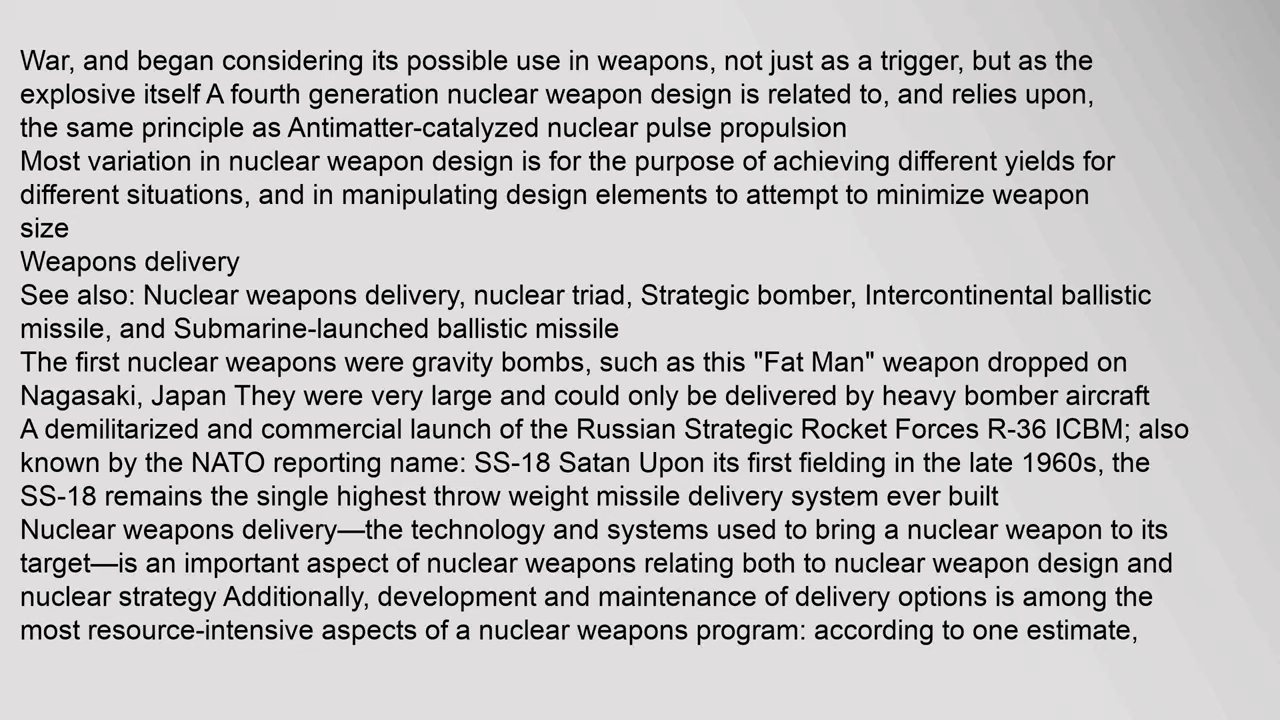 War, and began considering its possible use in weapons, not just as a trigger, but as the
explosive itself A fourth generation nuclear weapon design is related to, and relies upon,
the same principle as Antimatter-catalyzed nuclear pulse propulsion
Most variation in nuclear weapon design is for the purpose of achieving different yields for
different situations, and in manipulating design elements to attempt to minimize weapon
size
Weapons delivery
See also: Nuclear weapons delivery, nuclear triad, Strategic bomber, Intercontinental ballistic
missile, and Submarine-launched ballistic missile
The first nuclear weapons were gravity bombs, such as this "Fat Man" weapon dropped on
Nagasaki, Japan They were very large and could only be delivered by heavy bomber aircraft
A demilitarized and commercial launch of the Russian Strategic Rocket Forces R-36 ICBM; also
known by the NATO reporting name: SS-18 Satan Upon its first fielding in the late 1960s, the
SS-18 remains the single highest throw weight missile delivery system ever built
Nuclear weapons delivery—the technology and systems used to bring a nuclear weapon to its
target—is an important aspect of nuclear weapons relating both to nuclear weapon design and
nuclear strategy Additionally, development and maintenance of delivery options is among the
most resource-intensive aspects of a nuclear weapons program: according to one estimate,